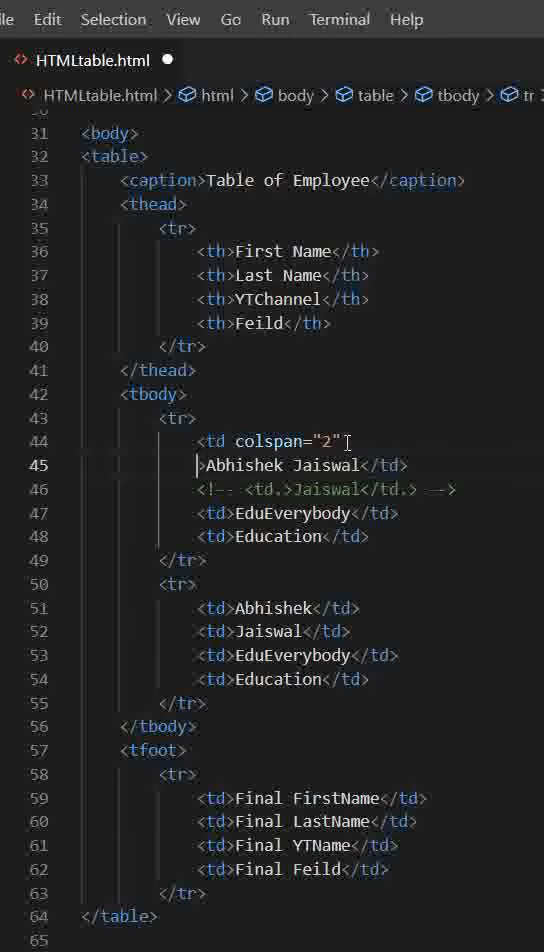 ile Edit Selection View Go Run Terminal Help
<> HTMLtable.html ●
<> HTMLtable.html > html > body > table > tbody > tr >
30
31 <body>
32 <table>
33 <caption>Table of Employee</caption>
34 <thead>
35 <tr>
36 <th>First Name</th>
37 <th>Last Name</th>
38 <th>YTChannel</th>
39 <th>Feild</th>
40 </tr>
41 </thead>
42 <tbody>
43 <tr>
44 <td colspan="2"
45 >Abhishek Jaiswal</td>
46 <!-- <td.>Jaiswal</td.> -->
47 <td>EduEverybody</td>
48 <td>Education</td>
49 </tr>
50 <tr>
51 <td>Abhishek</td>
52 <td>Jaiswal</td>
53 <td>EduEverybody</td>
54 <td>Education</td>
55 </tr>
56 </tbody>
57 <tfoot>
58 <tr>
59 <td>Final FirstName</td>
60 <td>Final LastName</td>
61 <td>Final YTName</td>
62 <td>Final Feild</td>
63 </tr>
64 </table>
65